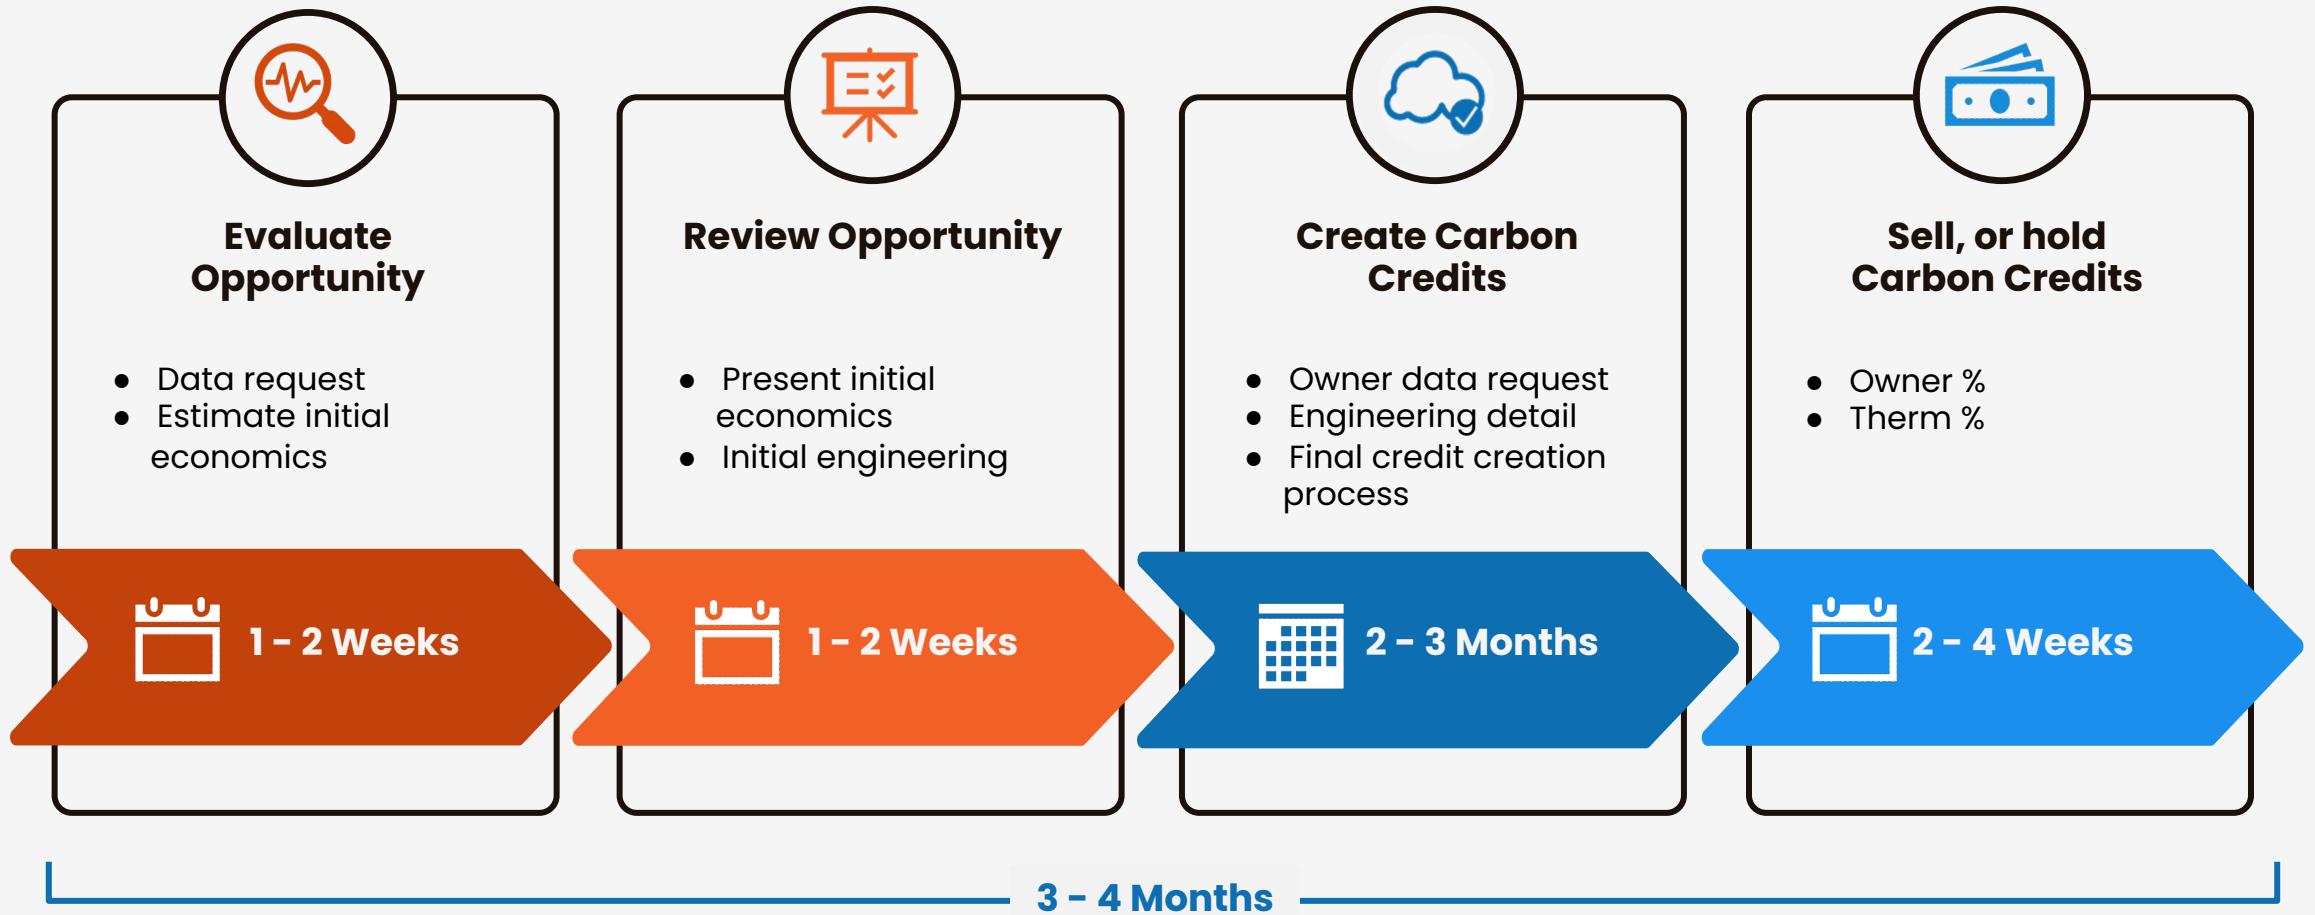 Evaluate
Opportunity
● Data request
● Estimate initial
economics
1 - 2 Weeks
Review Opportunity
● Present initial
economics
● Initial engineering
1 - 2 Weeks
Create Carbon
Credits
● Owner data request
● Engineering detail
● Final credit creation
process
2 - 3 Months
Sell, or hold
Carbon Credits
● Owner %
● Therm %
2 - 4 Weeks
3 - 4 Months